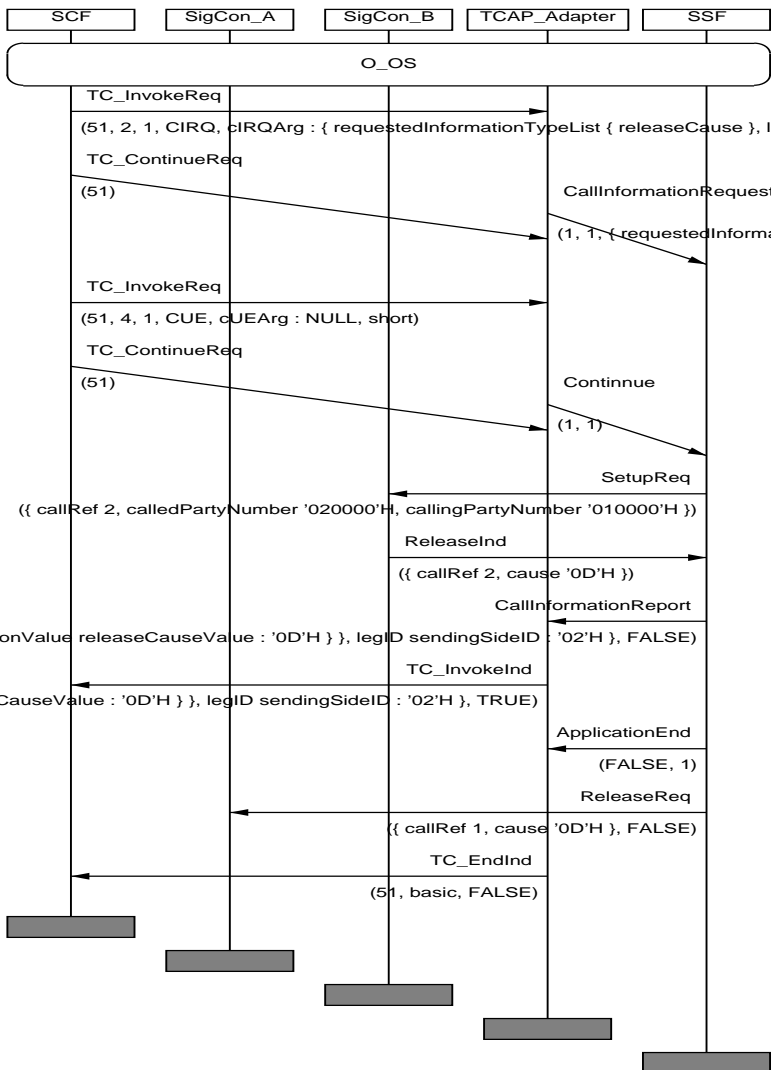 SCF SigCon_A SigCon_B TCAP_Adapter SSF
O_OS
TC_InvokeReq
(51, 2, 1, CIRQ, cIRQArg : { requestedInformationTypeList { releaseCause }, l
TC_ContinueReq
(51)
CallInformationRequest
(1, 1, { requestedInforma
TC_InvokeReq
(51, 4, 1, CUE, cUEArg : NULL, short)
TC_ContinueReq
(51)
Continnue
(1, 1)
SetupReq
({ callRef 2, calledPartyNumber '020000'H, callingPartyNumber '010000'H })
ReleaseInd
({ callRef 2, cause '0D'H })
CallInformationReport
onValue releaseCauseValue : '0D'H } }, legID sendingSideID : '02'H }, FALSE)
TC_InvokeInd
CauseValue : '0D'H } }, legID sendingSideID : '02'H }, TRUE)
ApplicationEnd
(FALSE, 1)
ReleaseReq
({ callRef 1, cause '0D'H }, FALSE)
TC_EndInd
(51, basic, FALSE)